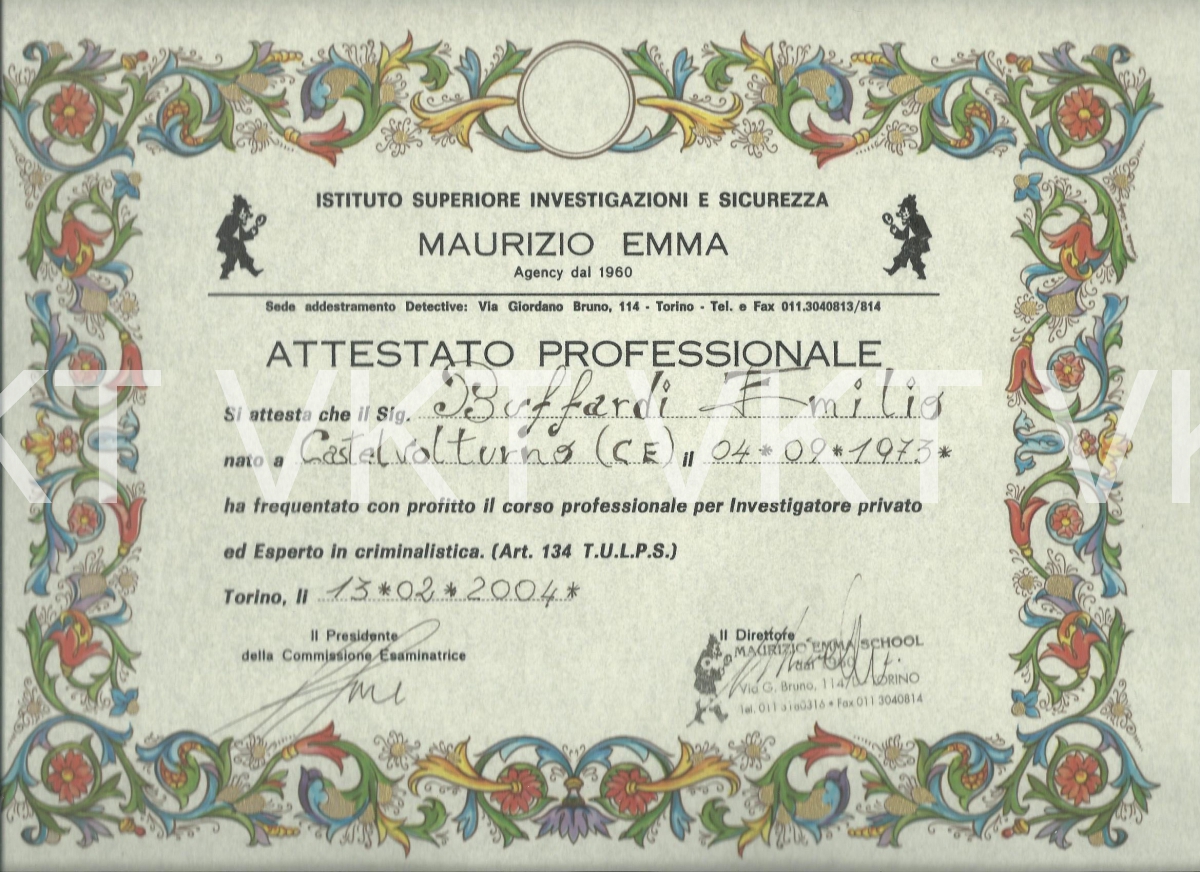 ISTITUTO SUPERIORE INVESTIGAZIONI E SICUREZZA
MAURIZIO EMMA
Agency dal 1960
Sede addestramento Detective: Via Giordano Bruno, 114 - Torino - Tel. e Fax 011.3040813/814
ATTESTATO PROFESSIONALE
Si attesta che il Sig. Buffardi Emilio
nato a Castelvolturno (CE) il 04*09*1973*
ha frequentato con profitto il corso professionale per Investigatore privato
ed Esperto in criminalistica. (Art. 134 T.U.L.P.S.)
Torino, li 13*02*2004*
Il Presidente
della Commissione Esaminatrice
Il Direttore
MAURIZIO EMMA SCHOOL
dal 1960
Via G. Bruno, 114/ TORINO
Tel. 011 * Fax 011 3040814
VKT VKT VKT